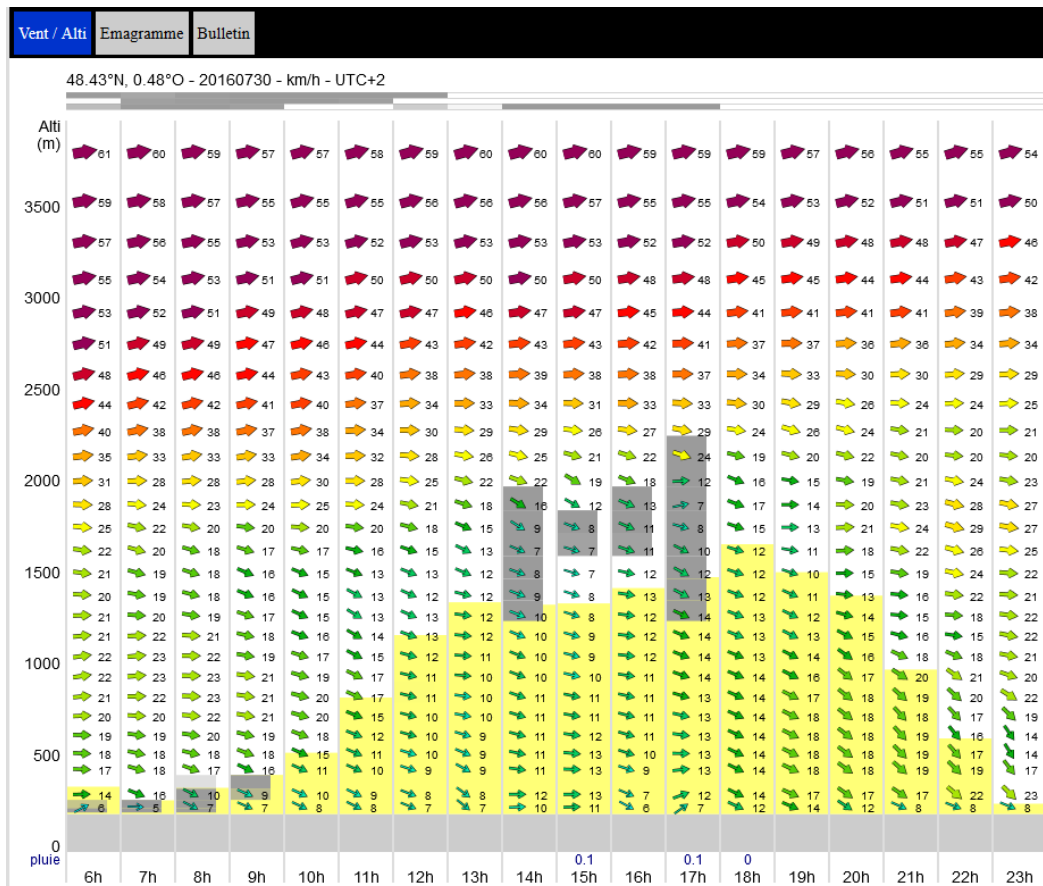 Vent / Alti Emagramme Bulletin
48.43°N, 0.48°O - 20160730 - km/h - UTC+2
Alti
(m)
61 60 59 57 57 58 59 60 60 60 59 59 59 57 56 55 55 54
3500 59 58 57 55 55 55 56 56 56 57 55 55 54 53 52 51 51 50
57 56 55 53 53 52 53 53 53 53 52 52 50 49 48 48 47 46
3000 55 54 53 51 51 50 50 50 50 50 48 48 45 45 44 44 43 42
53 52 51 49 48 47 47 46 47 47 45 44 41 41 41 41 39 38
51 49 49 47 46 44 43 42 43 43 42 41 37 37 36 36 34 34
2500 48 46 46 44 43 40 38 38 39 38 38 37 34 33 30 30 29 29
44 42 42 41 40 37 34 33 34 31 33 33 30 29 26 24 24 25
40 38 38 37 38 34 30 29 29 26 27 29 24 26 24 21 20 21
35 33 33 33 34 32 28 26 25 21 22 24 19 20 22 20 20 20
2000 31 28 28 28 30 28 25 22 22 19 18 12 16 15 19 21 24 23
28 24 23 24 25 24 21 18 16 12 13 7 17 14 20 24 28 27
25 22 20 20 20 20 18 15 9 8 11 8 15 13 21 24 29 27
22 20 18 17 17 16 15 13 7 7 11 10 12 11 18 22 26 25
1500 21 19 18 16 15 13 13 12 8 7 12 12 12 10 15 19 24 22
20 19 18 16 15 13 12 12 9 8 13 13 12 11 13 16 22 21
21 20 19 17 15 13 12 12 10 8 12 14 13 12 14 15 18 22
21 21 22 18 16 14 13 12 10 9 12 14 13 13 15 16 15 22
1000 22 23 22 19 17 15 12 11 10 9 12 14 13 14 16 18 18 21
22 23 23 21 19 17 11 10 10 10 11 14 14 16 17 20 21 20
21 22 23 21 20 17 11 10 11 11 11 13 13 17 18 19 20 22
20 20 22 21 20 15 10 10 11 11 11 13 14 18 18 18 17 19
19 19 20 19 18 12 10 9 11 12 12 13 14 18 18 19 16 14
500 18 18 19 18 15 11 10 9 11 13 10 13 14 18 18 19 17 14
17 18 17 16 11 10 9 9 11 13 9 13 14 18 18 19 19 17
14 16 10 9 10 9 8 8 12 13 7 12 14 17 17 17 22 23
6 5 7 7 8 8 7 7 10 11 6 7 12 14 12 8 8 8
0
pluie 0.1 0.1 0
6h 7h 8h 9h 10h 11h 12h 13h 14h 15h 16h 17h 18h 19h 20h 21h 22h 23h